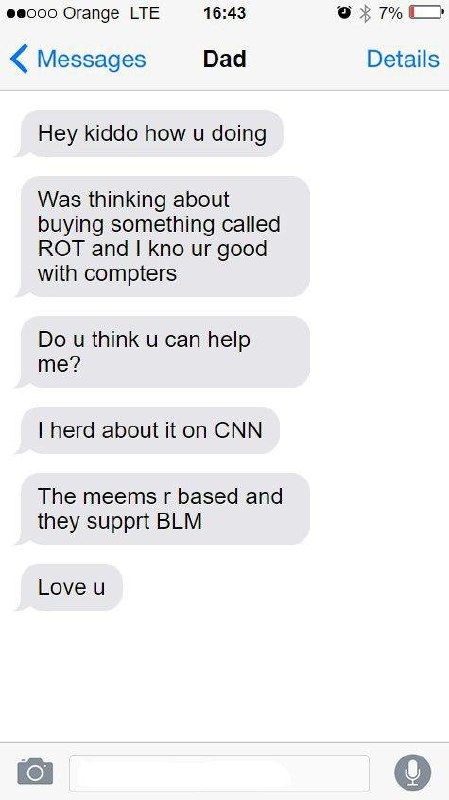 Orange LTE 16:43 7%
Messages Dad Details
Hey kiddo how u doing
Was thinking about
buying something called
ROT and I kno ur good
with compters
Do u think u can help
me?
I herd about it on CNN
The meems r based and
they supprt BLM
Love u